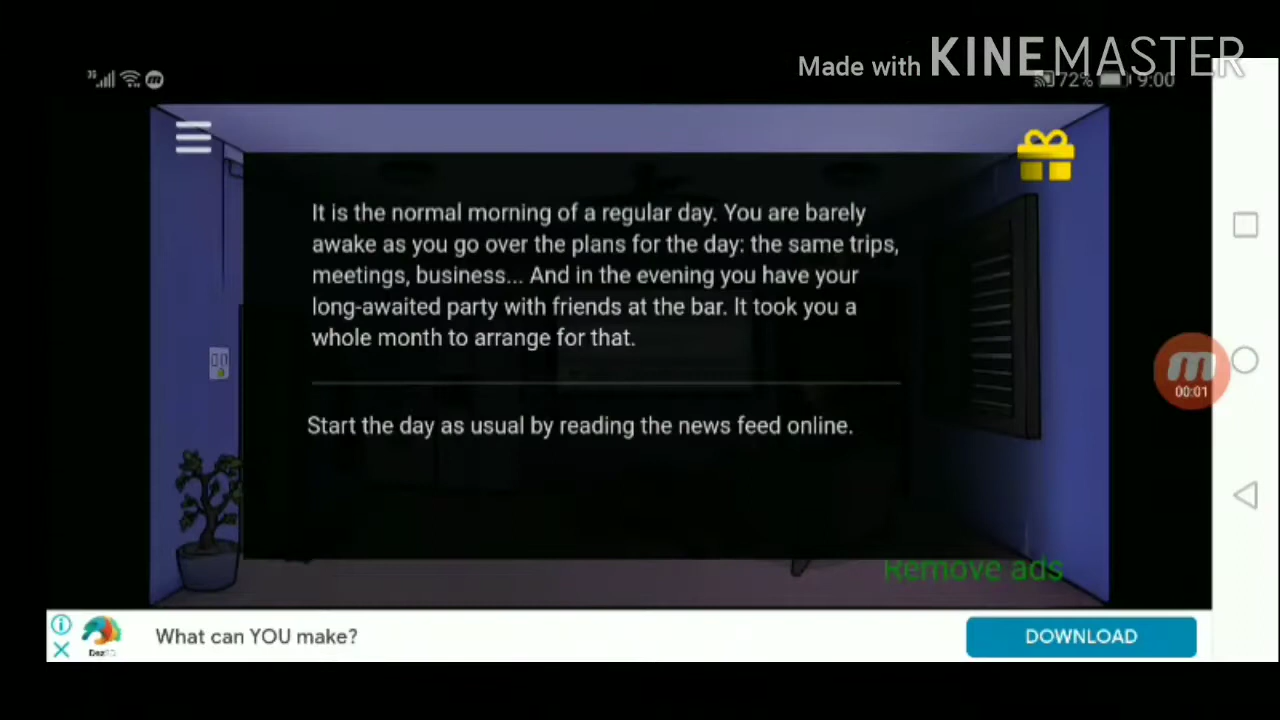 Made with KINEMASTER
72% 9:00
It is the normal morning of a regular day. You are barely
awake as you go over the plans for the day: the same trips,
meetings, business... And in the evening you have your
long-awaited party with friends at the bar. It took you a
whole month to arrange for that.
00:01
Start the day as usual by reading the news feed online.
Remove ads
What can YOU make?
DOWNLOAD